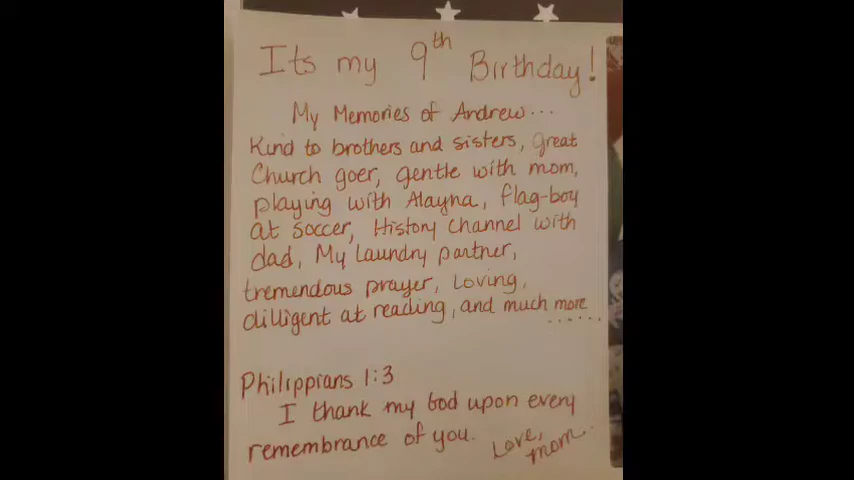 Its my 9th Birthday!
My Memories of Andrew...
Kind to brothers and sisters, great
Church goer, gentle with mom,
playing with Alayna, flag-boy
at soccer, History channel with
dad, My Laundry partner,
tremendous prayer, Loving,
dilligent at reading, and much more
......
Philippians 1:3
I thank my God upon every
remembrance of you.
Love,
mom